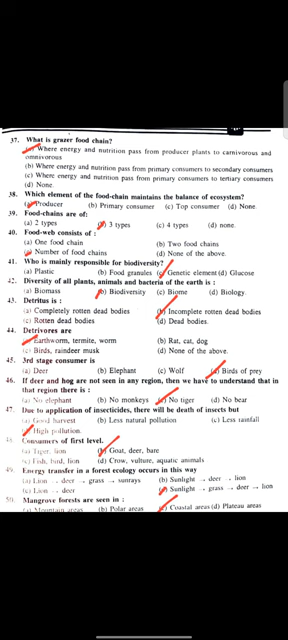 37. What is grazer food chain?
(a) Where energy and nutrition pass from producer plants to carnivorous and
omnivorous
(b) Where energy and nutrition pass from primary consumers to secondary consumers
(c) Where energy and nutrition pass from primary consumers to tertiary consumers
(d) None.
38. Which element of the food-chain maintains the balance of ecosystem?
(a) Producer (b) Primary consumer (c) Top consumer (d) None.
39. Food-chains are of:
(a) 2 types (b) 3 types (c) 4 types (d) none.
40. Food-web consists of :
(a) One food chain (b) Two food chains
(c) Number of food chains (d) None of the above.
41. Who is mainly responsible for biodiversity?
(a) Plastic (b) Food granules (c) Genetic element (d) Glucose
42. Diversity of all plants, animals and bacteria of the earth is :
(a) Biomass (b) Biodiversity (c) Biome (d) Biology.
43. Detritus is :
(a) Completely rotten dead bodies (b) Incomplete rotten dead bodies
(c) Rotten dead bodies (d) Dead bodies.
44. Detrivores are
Earthworm, termite, worm (b) Rat, cat, dog
(c) Birds, raindeer musk (d) None of the above.
45. 3rd stage consumer is
(a) Deer (b) Elephant (c) Wolf (d) Birds of prey
46. If deer and hog are not seen in any region, then we have to understand that in
that region there is :
(a) No elephant (b) No monkeys (c) No tiger (d) No bear
47. Due to application of insecticides, there will be death of insects but
(a) Good harvest (b) Less natural pollution (c) Less rainfall
High pollution.
48. Consumers of first level.
(a) Tiger, lion (b) Goat, deer, bare
(c) Fish, bird, lion (d) Crow, vulture, aquatic animals
49. Energy transfer in a forest ecology occurs in this way
(a) Lion → deer → grass → sunrays (b) Sunlight → deer → lion
(c) Lion → deer (d) Sunlight → grass → deer → lion
50. Mangrove forests are seen in :
(a) Mountain areas (b) Polar areas (c) Coastal areas (d) Plateau areas